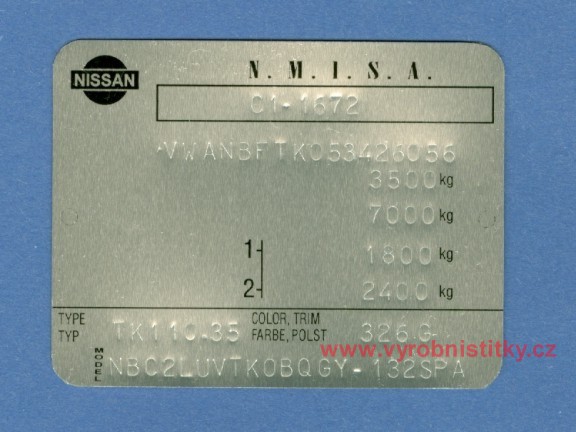 NISSAN
N. M. I. S. A.
C1-1672
*VWANBFTK053426056
3500 kg
7000 kg
1- 1800 kg
2- 2400 kg
TYPE TYP TK110.35 COLOR, TRIM FARBE, POLST 326 G
www.vyrobnistitky.cz
MODEL NBC2LUVTK0BQGY-132SPA